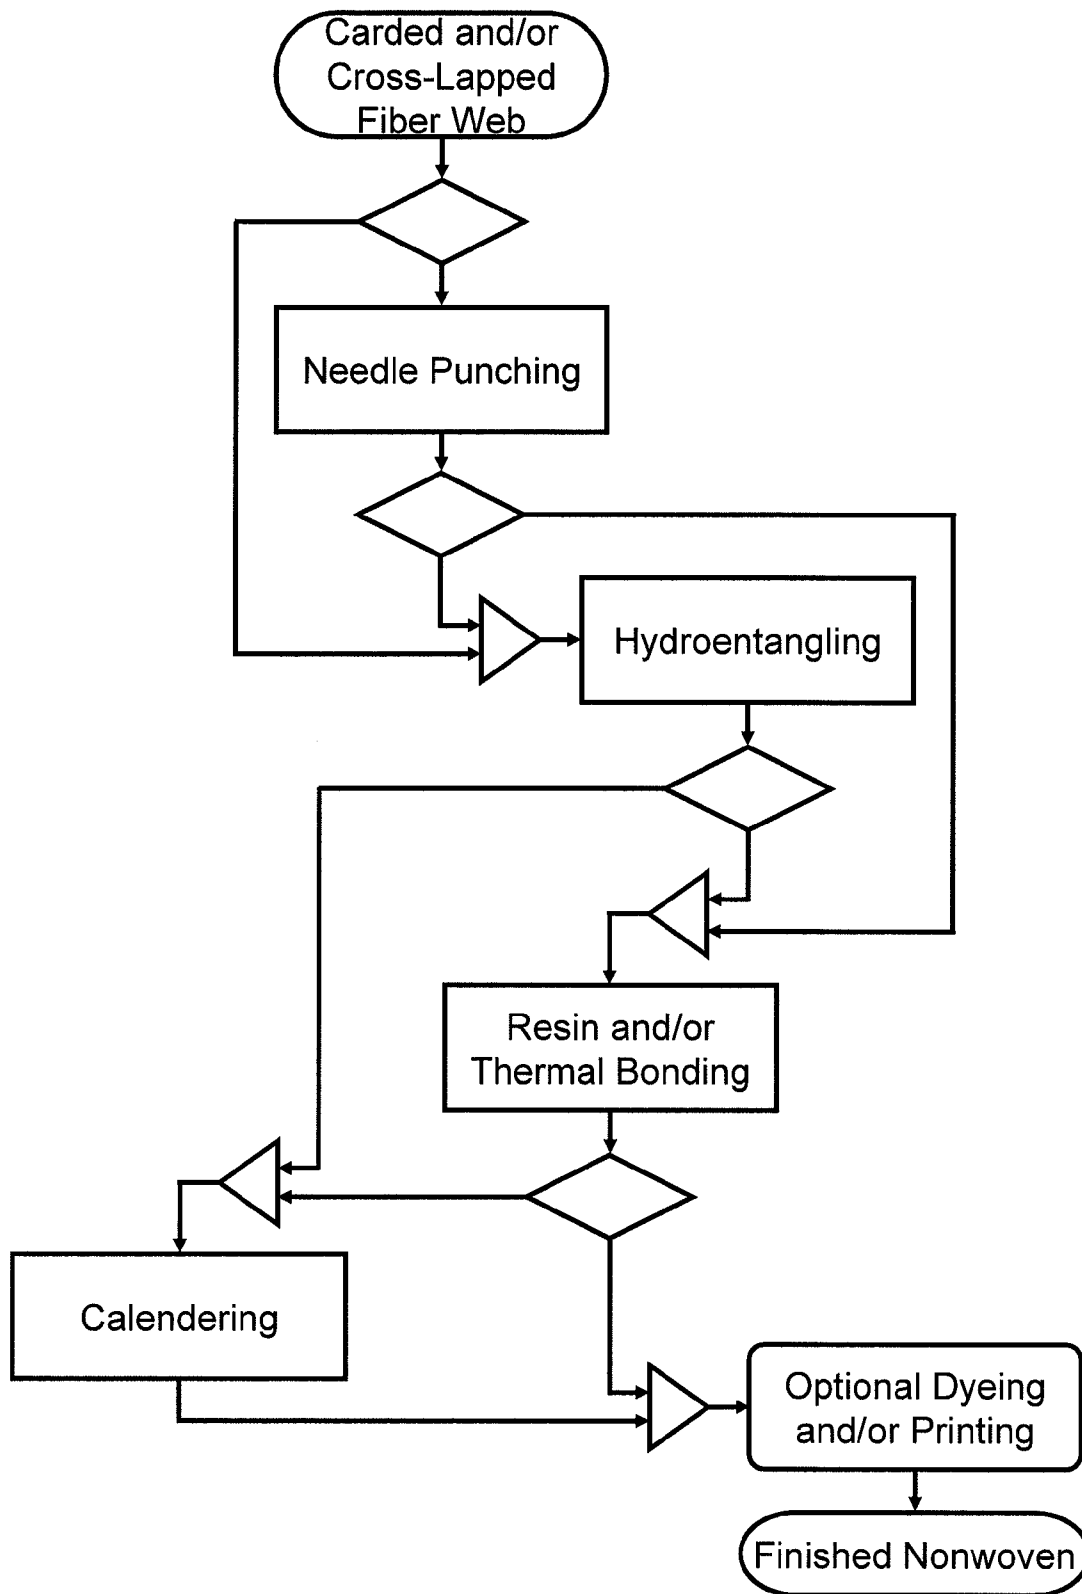 Carded and/or
Cross-Lapped
Fiber Web
Needle Punching
Hydroentangling
Resin and/or
Thermal Bonding
Calendering
Optional Dyeing
and/or Printing
Finished Nonwoven